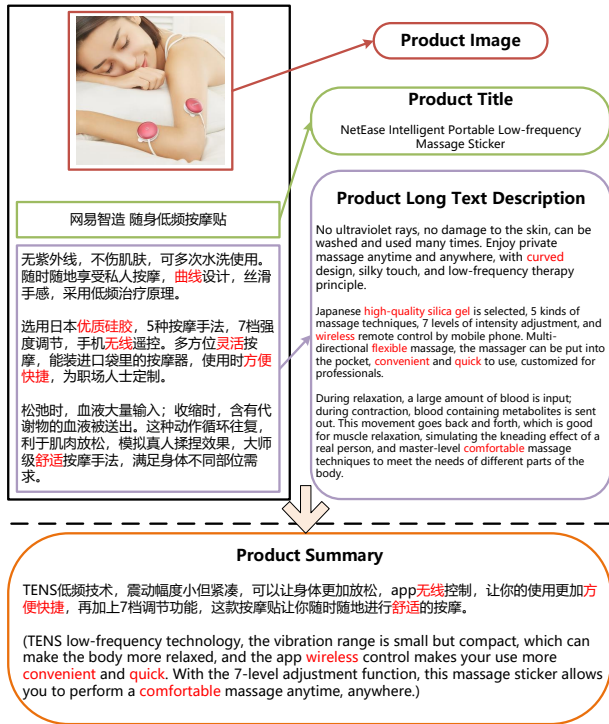 Product Image
Product Title
NetEase Intelligent Portable Low-frequency
Massage Sticker
网易智造 随身低频按摩贴
无紫外线，不伤肌肤，可多次水洗使用。
随时随地享受私人按摩，曲线设计，丝滑
手感，采用低频治疗原理。
选用日本优质硅胶，5种按摩手法，7档强
度调节，手机无线遥控。多方位灵活按
摩，能装进口袋里的按摩器，使用时方便
快捷，为职场人士定制。
松弛时，血液大量输入；收缩时，含有代
谢物的血液被送出。这种动作循环往复，
利于肌肉放松，模拟真人揉捏效果，大师
级舒适按摩手法，满足身体不同部位需
求。
Product Long Text Description
No ultraviolet rays, no damage to the skin, can be
washed and used many times. Enjoy private
massage anytime and anywhere, with curved
design, silky touch, and low-frequency therapy
principle.
Japanese high-quality silica gel is selected, 5 kinds of
massage techniques, 7 levels of intensity adjustment, and
wireless remote control by mobile phone. Multi-
directional flexible massage, the massager can be put into
the pocket, convenient and quick to use, customized for
professionals.
During relaxation, a large amount of blood is input;
during contraction, blood containing metabolites is sent
out. This movement goes back and forth, which is good
for muscle relaxation, simulating the kneading effect of a
real person, and master-level comfortable massage
techniques to meet the needs of different parts of the
body.
Product Summary
TENS低频技术，震动幅度小但紧凑，可以让身体更加放松，app无线控制，让你的使用更加方
便快捷，再加上7档调节功能，这款按摩贴让你随时随地进行舒适的按摩。
(TENS low-frequency technology, the vibration range is small but compact, which can
make the body more relaxed, and the app wireless control makes your use more
convenient and quick. With the 7-level adjustment function, this massage sticker allows
you to perform a comfortable massage anytime, anywhere.)